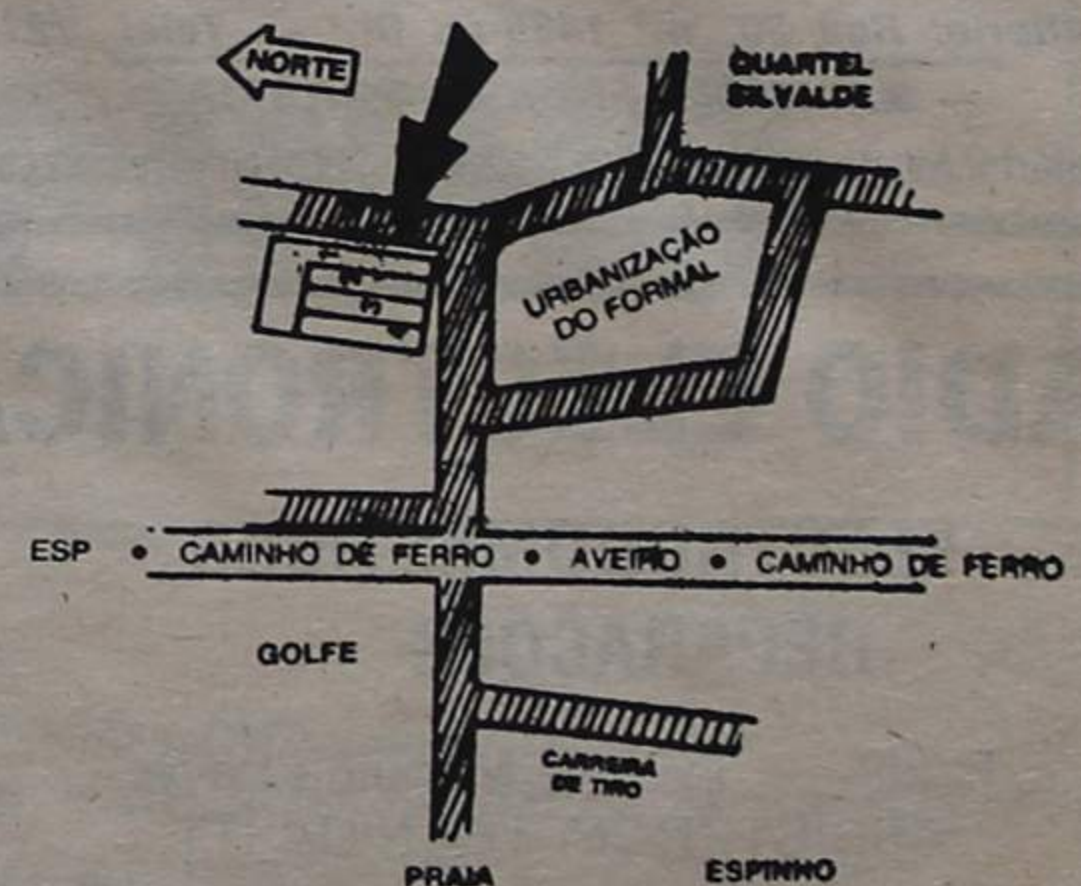 NORTE
QUARTEL
SILVALDE
URBANIZAÇÃO
DO FORMAL
3
ESP • CAMINHO DE FERRO • AVEIRO • CAMINHO DE FERRO
GOLFE
CARREIRA
DE TIRO
PRAIA
ESPINHO